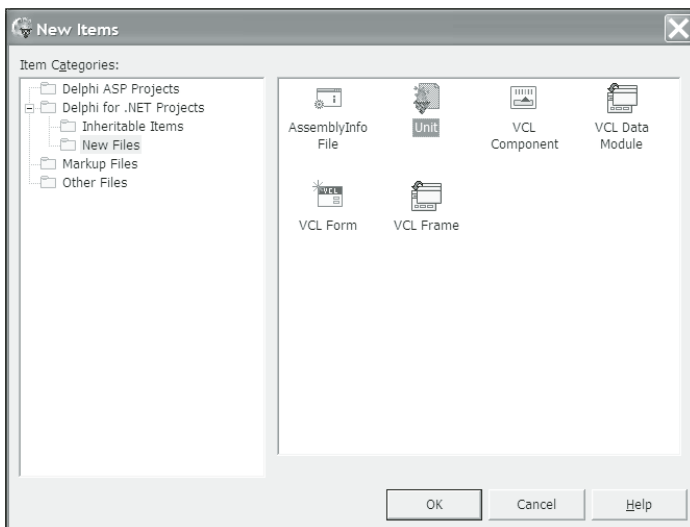 New Items
Item Categories:
Delphi ASP Projects
Delphi for .NET Projects
Inheritable Items
New Files
Markup Files
Other Files
AssemblyInfo
File
Unit
VCL
Component
VCL Data
Module
VCL
VCL Form
VCL Frame
OK
Cancel
Help